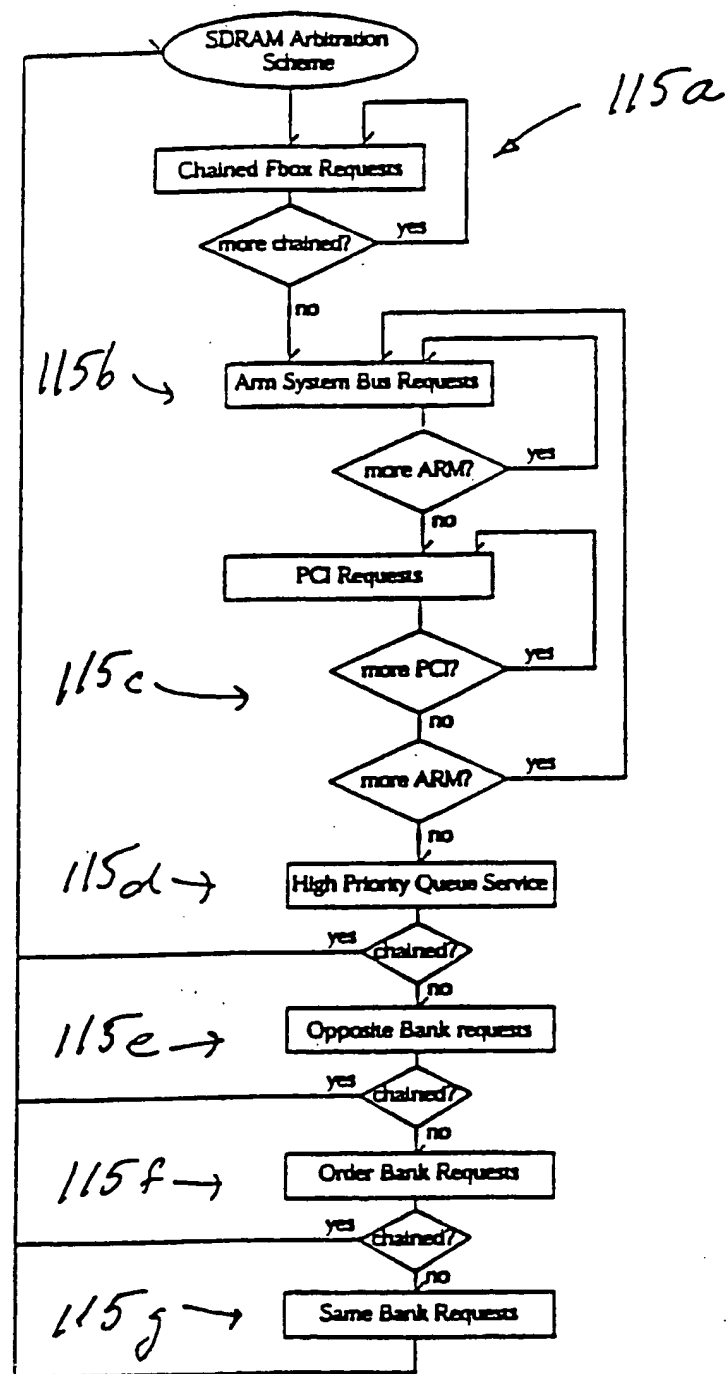 SDRAM Arbitration
Scheme
115a
Chained Fbox Requests
more chained?
yes
no
115b
Arm System Bus Requests
more ARM?
yes
no
PCI Requests
115c
more PCI?
yes
no
more ARM?
yes
no
115d
High Priority Queue Service
yes
chained?
no
115e
Opposite Bank requests
yes
chained?
no
115f
Order Bank Requests
yes
chained?
no
115g
Same Bank Requests